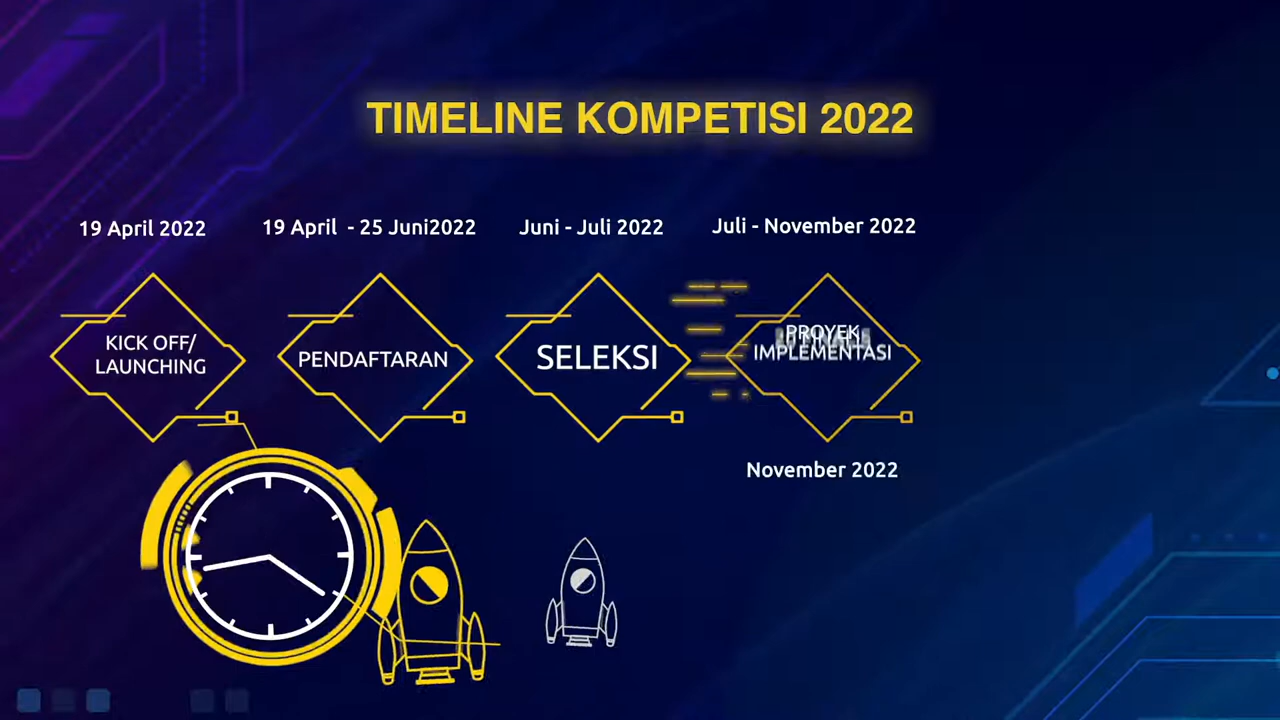 TIMELINE KOMPETISI 2022
19 April 2022
19 April - 25 Juni2022
Juni - Juli 2022
Juli - November 2022
KICK OFF/
LAUNCHING
PENDAFTARAN
SELEKSI
PROYEK
IMPLEMENTASI
November 2022